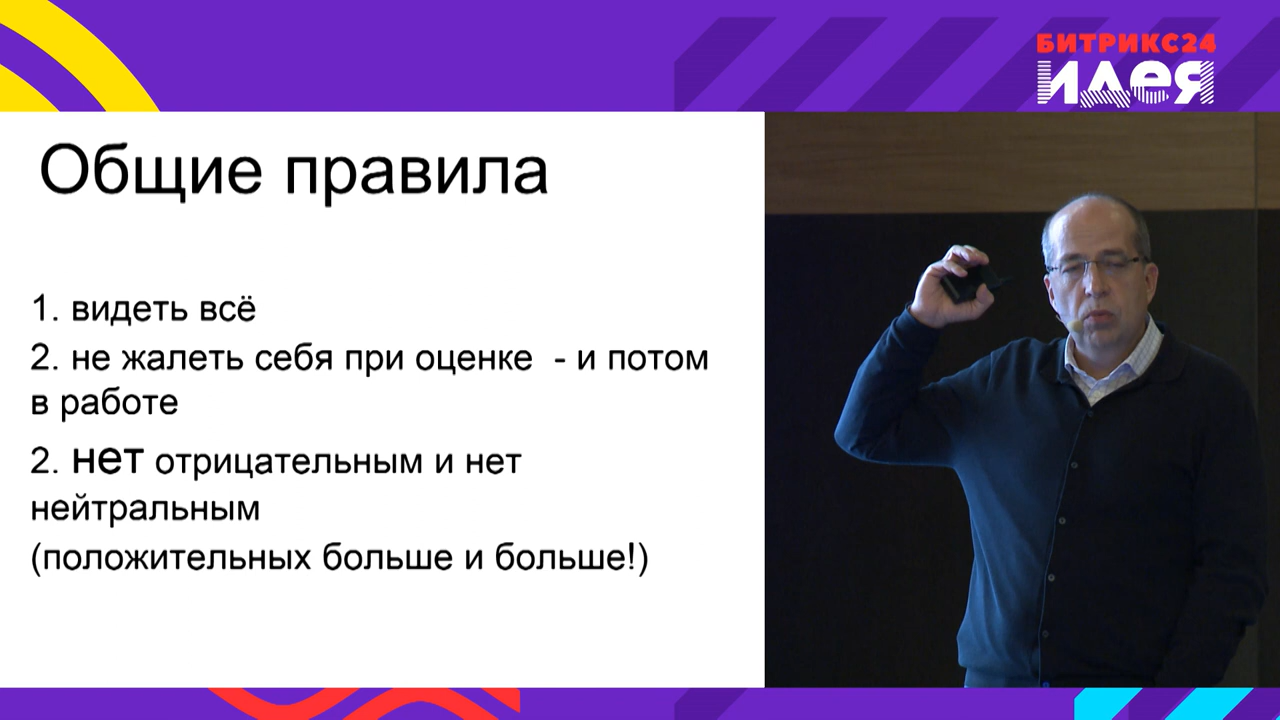 БИТРИКС24
идея
Общие правила
1. видеть всё
2. не жалеть себя при оценке - и потом
в работе
2. нет отрицательным и нет
нейтральным
(положительных больше и больше!)